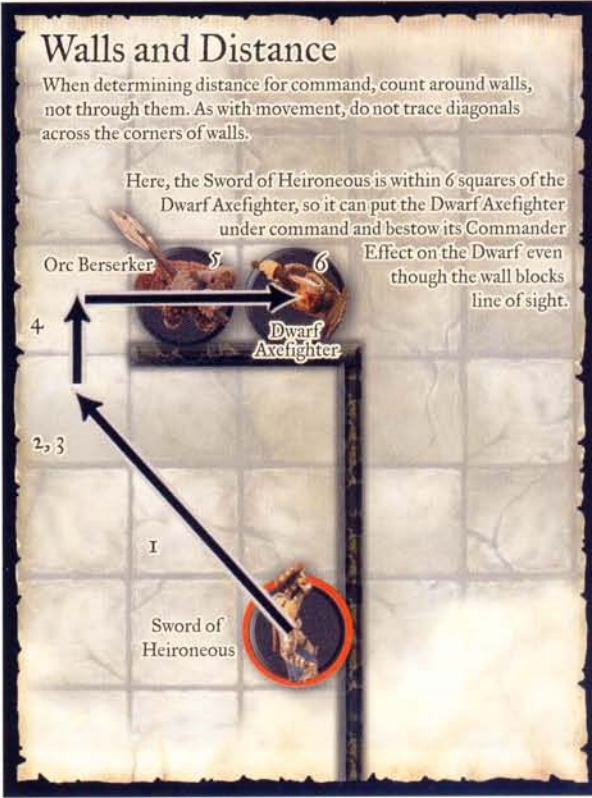 Walls and Distance
When determining distance for command, count around walls,
not through them. As with movement, do not trace diagonals
across the corners of walls.
Here, the Sword of Heironeous is within 6 squares of the
Dwarf Axefighter, so it can put the Dwarf Axefighter
under command and bestow its Commander
Effect on the Dwarf even
though the wall blocks
line of sight.
Orc Berserker
5
6
4
Dwarf
Axefighter
2, 3
1
Sword of
Heironeous